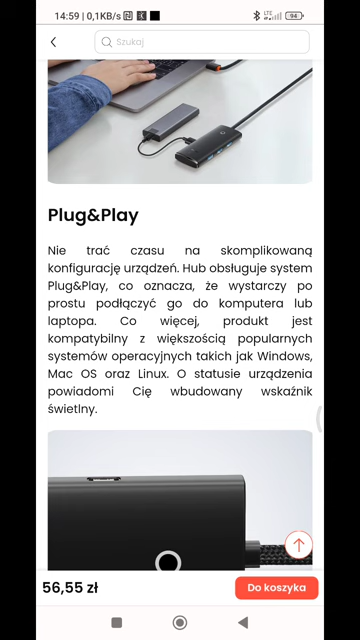 14:59 | 0,1KB/s
LTE
94
Szukaj
Plug&Play
Nie trać czasu na skomplikowaną
konfigurację urządzeń. Hub obsługuje system
Plug&Play, co oznacza, że wystarczy po
prostu podłączyć go do komputera lub
laptopa. Co więcej, produkt jest
kompatybilny z większością popularnych
systemów operacyjnych takich jak Windows,
Mac OS oraz Linux. O statusie urządzenia
powiadomi Cię wbudowany wskaźnik
świetlny.
56,55 zł
Do koszyka